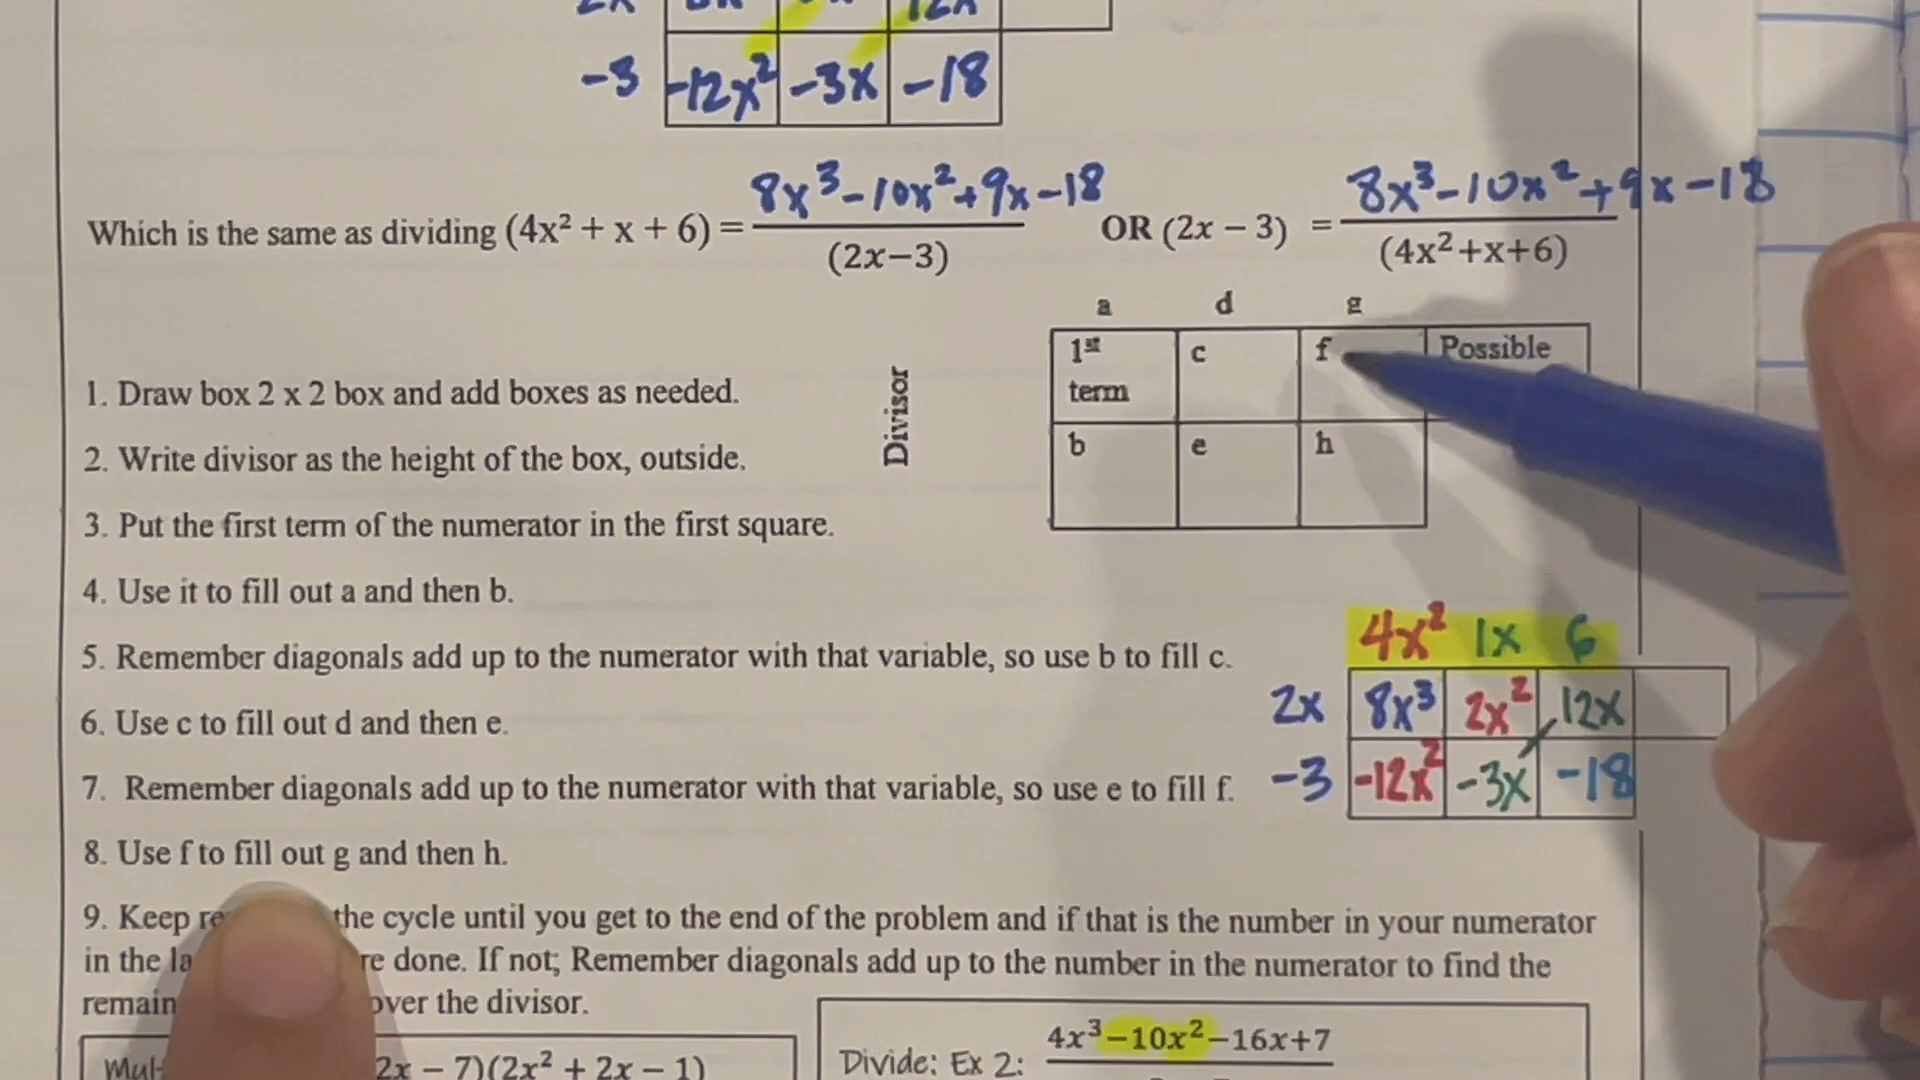 -3 -12x² -3x -18
Which is the same as dividing (4x² + x + 6) = 8x³-10x²+9x-18 / (2x-3) OR (2x - 3) = 8x³-10x²+9x-18 / (4x²+x+6)
a d g
1st term c f Possible
b e h
Divisor
1. Draw box 2 x 2 box and add boxes as needed.
2. Write divisor as the height of the box, outside.
3. Put the first term of the numerator in the first square.
4. Use it to fill out a and then b.
5. Remember diagonals add up to the numerator with that variable, so use b to fill c.
6. Use c to fill out d and then e.
7. Remember diagonals add up to the numerator with that variable, so use e to fill f.
8. Use f to fill out g and then h.
4x² 1x 6
2x 8x³ 2x² 12x
-3 -12x² -3x -18
9. Keep the cycle until you get to the end of the problem and if that is the number in your numerator
in the done. If not; Remember diagonals add up to the number in the numerator to find the
over the divisor.
2x - 7)(2x² + 2x - 1)
Divide: Ex 2: 4x³-10x²-16x+7